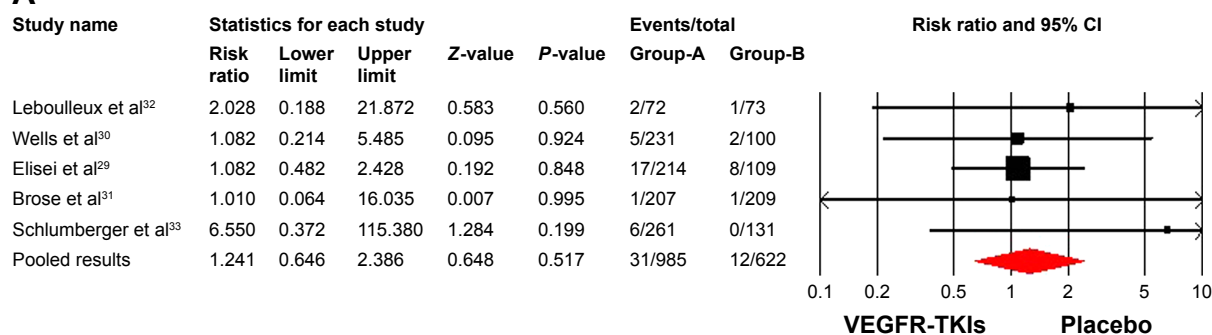 A
Study name Statistics for each study Events/total Risk ratio and 95% CI
Risk ratio Lower limit Upper limit Z-value P-value Group-A Group-B
Leboulleux et al³² 2.028 0.188 21.872 0.583 0.560 2/72 1/73
Wells et al³⁰ 1.082 0.214 5.485 0.095 0.924 5/231 2/100
Elisei et al²⁹ 1.082 0.482 2.428 0.192 0.848 17/214 8/109
Brose et al³¹ 1.010 0.064 16.035 0.007 0.995 1/207 1/209
Schlumberger et al³³ 6.550 0.372 115.380 1.284 0.199 6/261 0/131
Pooled results 1.241 0.646 2.386 0.648 0.517 31/985 12/622
0.1 0.2 0.5 1 2 5 10
VEGFR-TKIs Placebo